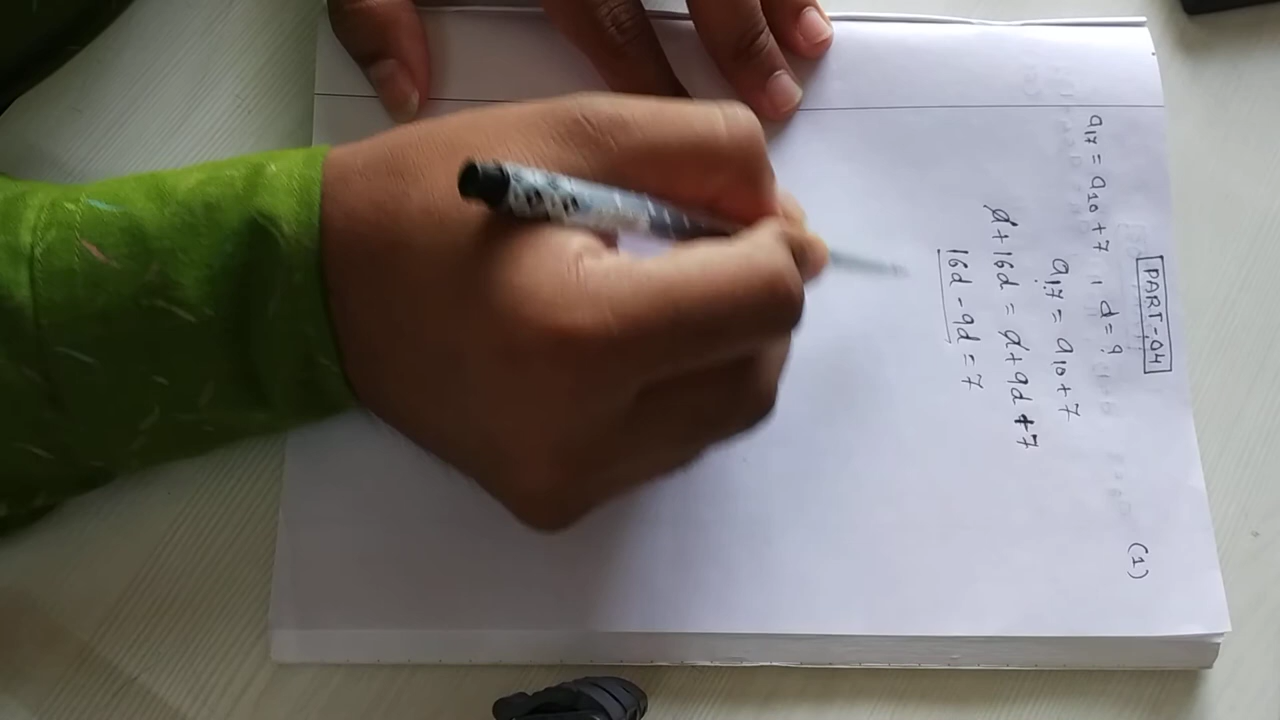 PART-04
(1)
a17 = a10 + 7 , d = ?
a17 = a10 + 7
a + 16d = a + 9d + 7
16d - 9d = 7